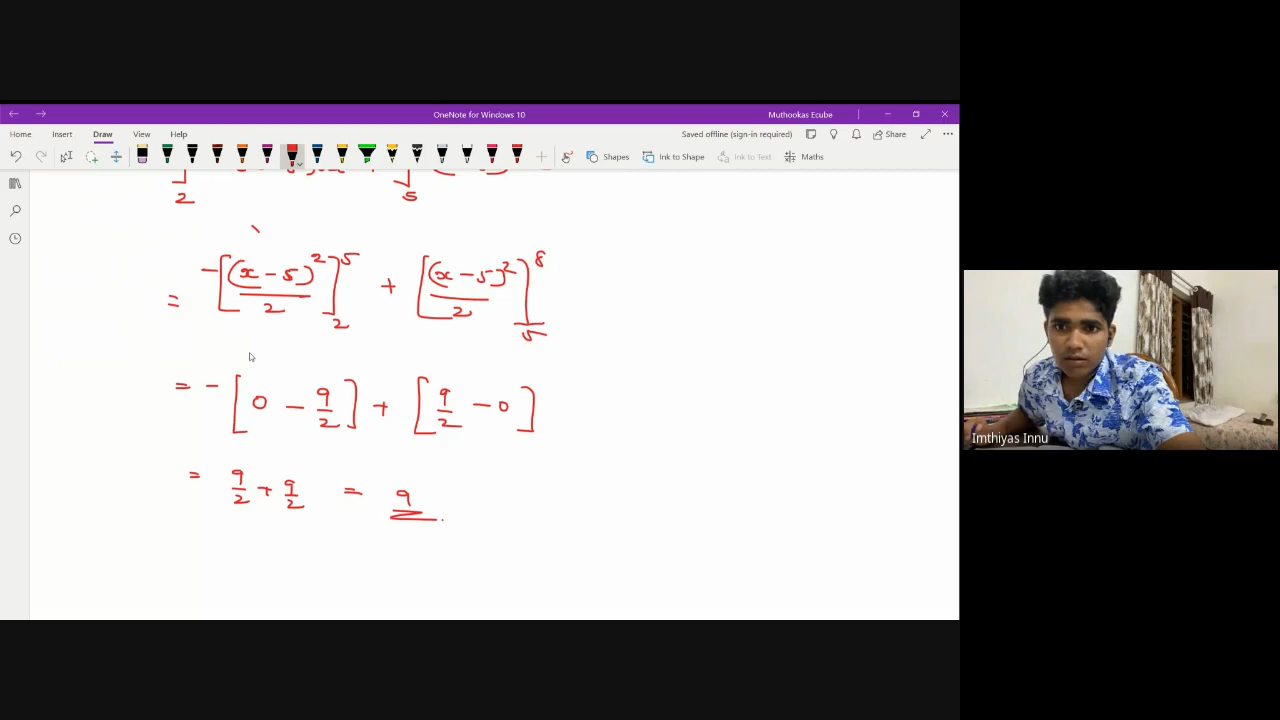 OneNote for Windows 10
Muthookas Ecube
Home Insert Draw View Help
Saved offline (sign-in required) Share
Shapes Ink to Shape Ink to Text Maths
2 5
= -[(x-5)²/2]₂⁵ + [(x-5)²/2]₅⁸
= -[0 - 9/2] + [9/2 - 0]
= 9/2 + 9/2 = 9
Imthiyas Innu